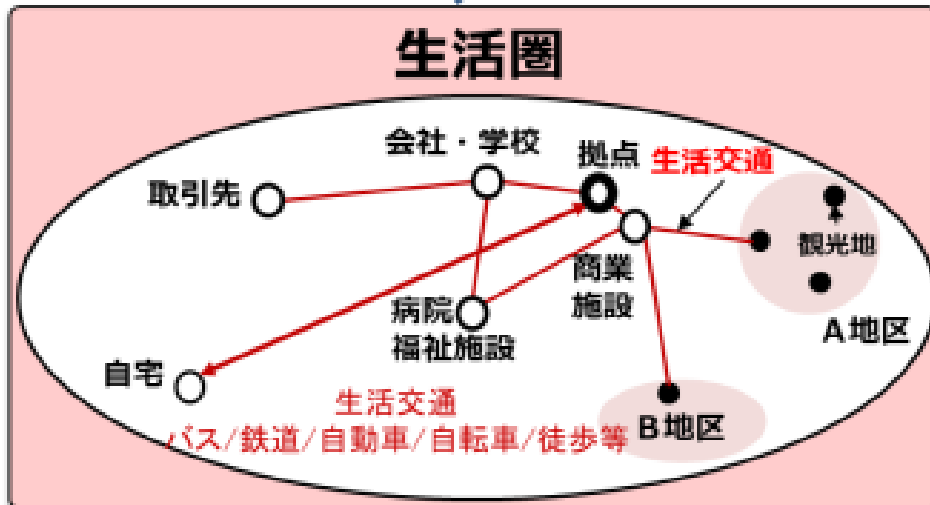 生活圏
会社・学校
拠点
生活交通
取引先
観光地
商業
施設
病院
福祉施設
A地区
自宅
生活交通
バス/鉄道/自動車/自転車/徒歩等
B地区